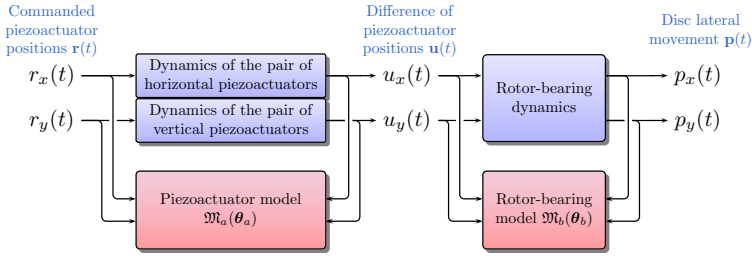 Commanded
piezoactuator
positions r(t)
Difference of
piezoactuator
positions u(t)
Disc lateral
movement p(t)
r_x(t)
Dynamics of the pair of
horizontal piezoactuators
u_x(t)
Rotor-bearing
dynamics
p_x(t)
r_y(t)
Dynamics of the pair of
vertical piezoactuators
u_y(t)
p_y(t)
Piezoactuator model
𝔐_a(θ_a)
Rotor-bearing
model 𝔐_b(θ_b)